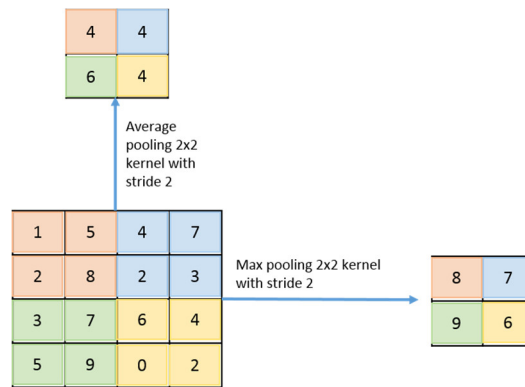 4 4
6 4
Average
pooling 2x2
kernel with
stride 2
1 5 4 7
2 8 2 3
3 7 6 4
5 9 0 2
Max pooling 2x2 kernel
with stride 2
8 7
9 6